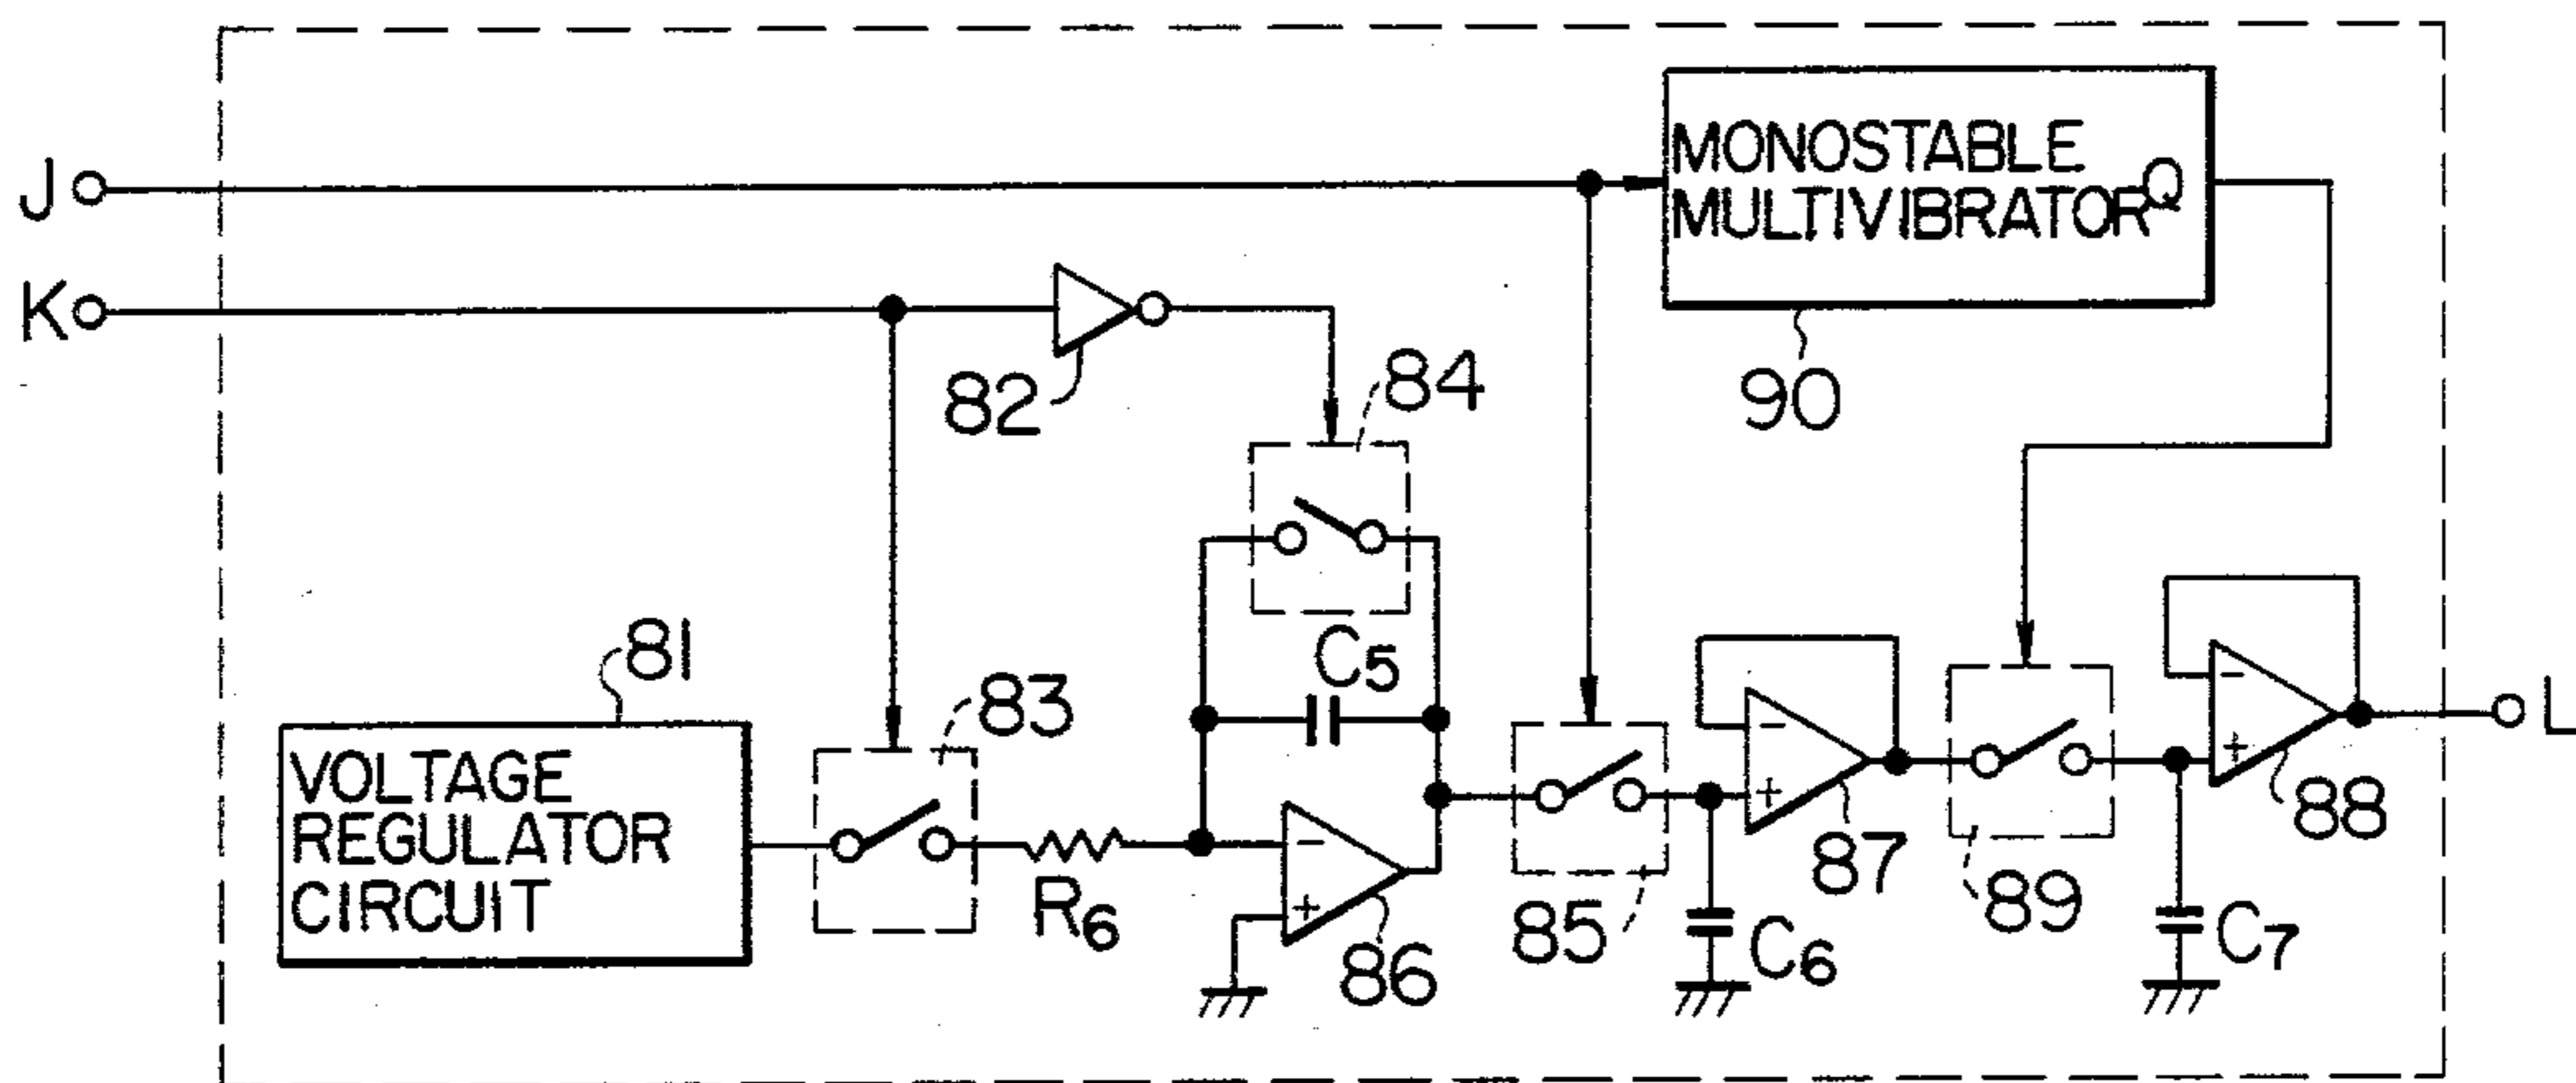 J
MONOSTABLE
MULTIVIBRATOR Q
K
82
84
90
81
83
C5
VOLTAGE
REGULATOR
CIRCUIT
R6
-
+
86
85
-
+
87
C6
89
-
+
88
C7
L